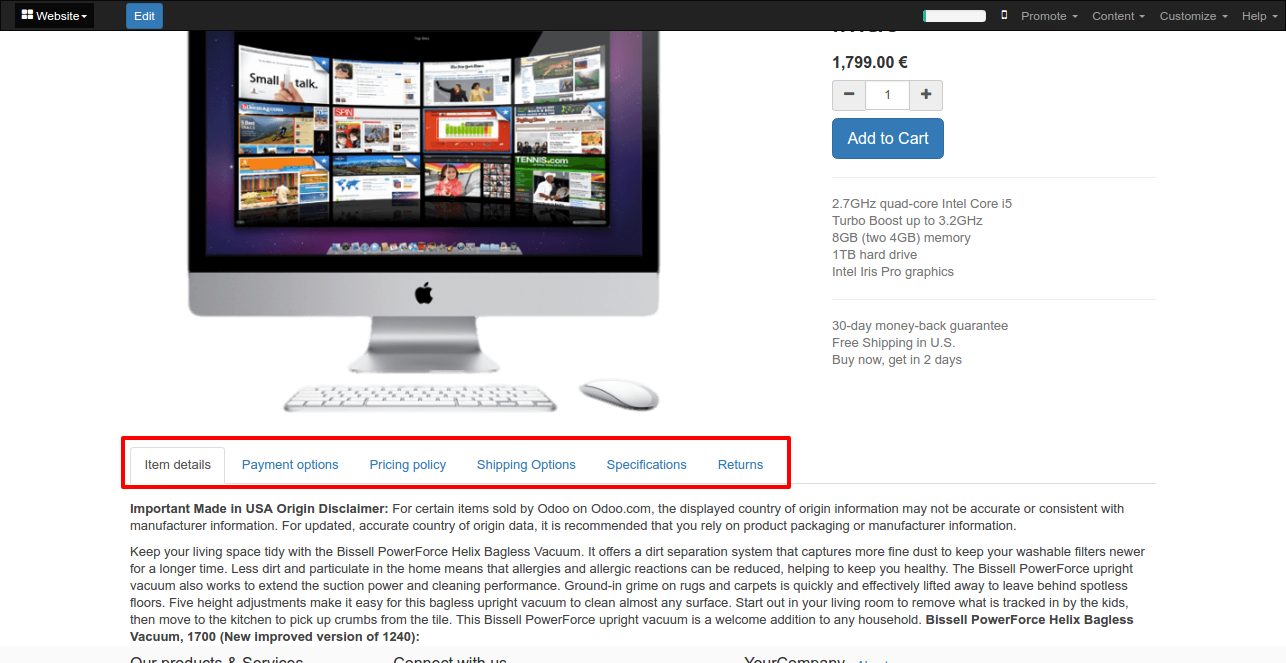 Website
Edit
Promote
Content
Customize
Help
1,799.00 €
1
Add to Cart
2.7GHz quad-core Intel Core i5
Turbo Boost up to 3.2GHz
8GB (two 4GB) memory
1TB hard drive
Intel Iris Pro graphics
30-day money-back guarantee
Free Shipping in U.S.
Buy now, get in 2 days
Small talk.
The New York Times
SPIN
TENNIS.com
Item details
Payment options
Pricing policy
Shipping Options
Specifications
Returns
Important Made in USA Origin Disclaimer: For certain items sold by Odoo on Odoo.com, the displayed country of origin information may not be accurate or consistent with
manufacturer information. For updated, accurate country of origin data, it is recommended that you rely on product packaging or manufacturer information.
Keep your living space tidy with the Bissell PowerForce Helix Bagless Vacuum. It offers a dirt separation system that captures more fine dust to keep your washable filters newer
for a longer time. Less dirt and particulate in the home means that allergies and allergic reactions can be reduced, helping to keep you healthy. The Bissell PowerForce upright
vacuum also works to extend the suction power and cleaning performance. Ground-in grime on rugs and carpets is quickly and effectively lifted away to leave behind spotless
floors. Five height adjustments make it easy for this bagless upright vacuum to clean almost any surface. Start out in your living room to remove what is tracked in by the kids,
then move to the kitchen to pick up crumbs from the tile. This Bissell PowerForce upright vacuum is a welcome addition to any household. Bissell PowerForce Helix Bagless
Vacuum, 1700 (New improved version of 1240):
Our products & Services
Connect with us
YourCompany